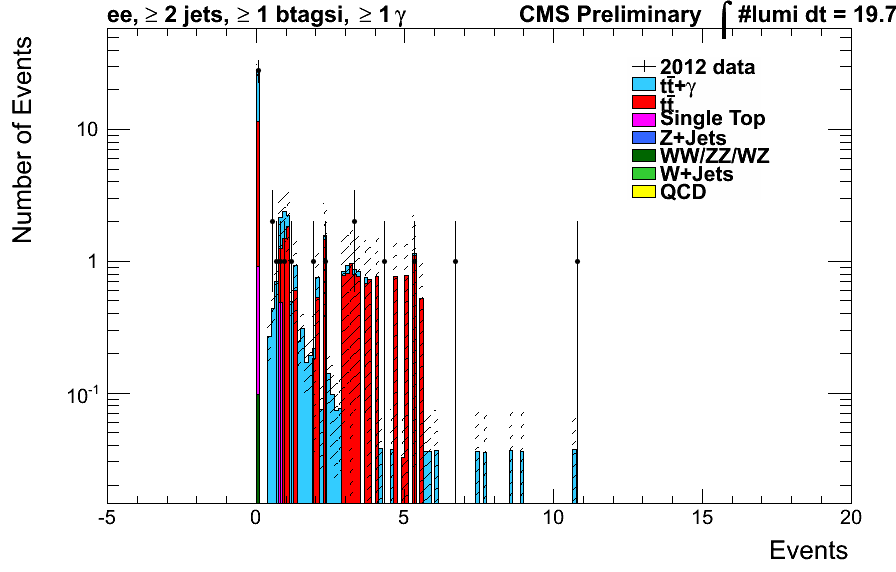 ee, ≥ 2 jets, ≥ 1 btagsi, ≥ 1 γ
CMS Preliminary ∫ #lumi dt = 19.7
Number of Events
2012 data
tt̄+γ
tt̄
Single Top
Z+Jets
WW/ZZ/WZ
W+Jets
QCD
10
1
10⁻¹
-5 0 5 10 15 20
Events